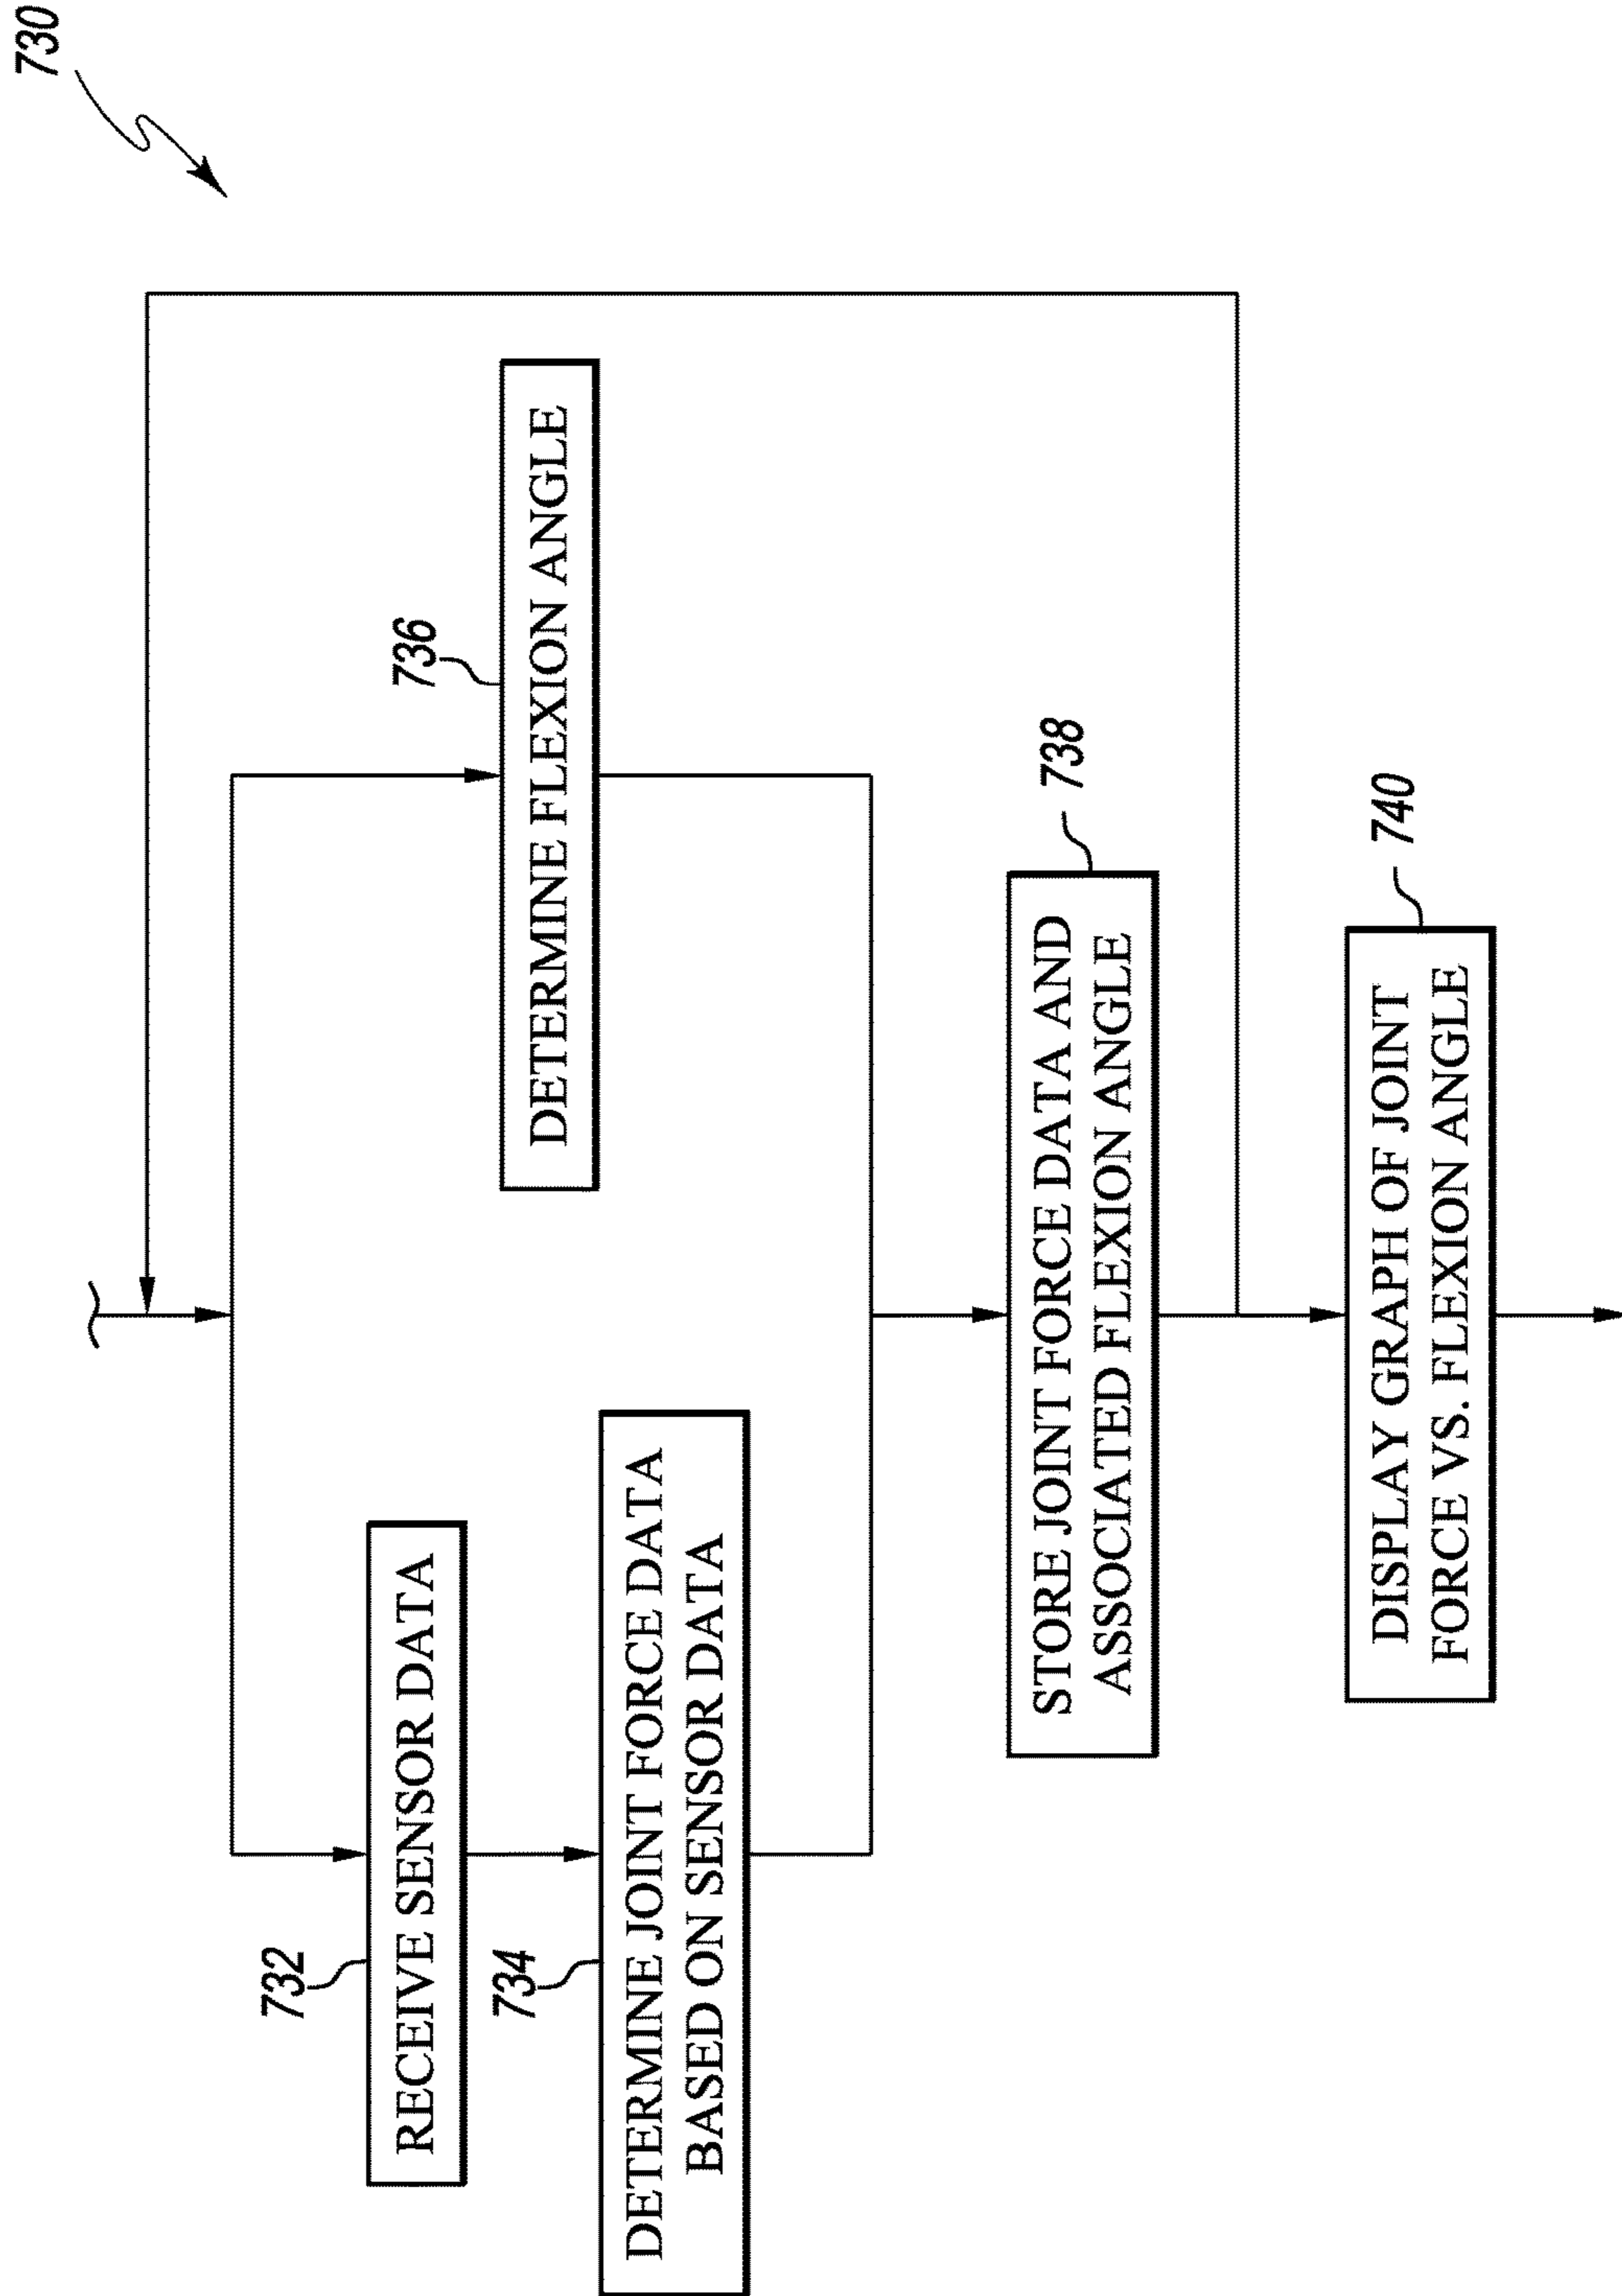 730
732
RECEIVE SENSOR DATA
734
DETERMINE JOINT FORCE DATA
BASED ON SENSOR DATA
736
DETERMINE FLEXION ANGLE
STORE JOINT FORCE DATA AND
ASSOCIATED FLEXION ANGLE
738
DISPLAY GRAPH OF JOINT
FORCE VS. FLEXION ANGLE
740